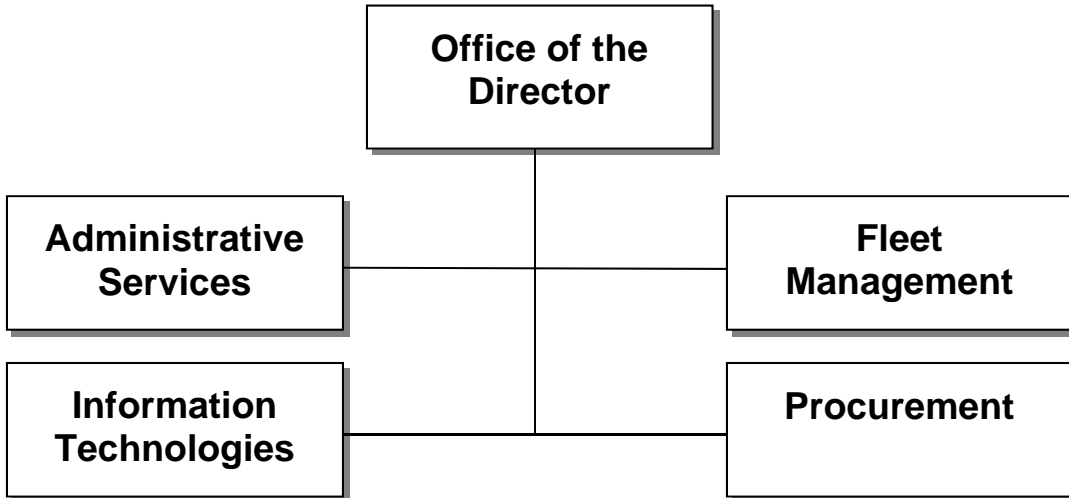 Office of the
Director
Administrative
Services
Fleet
Management
Information
Technologies
Procurement